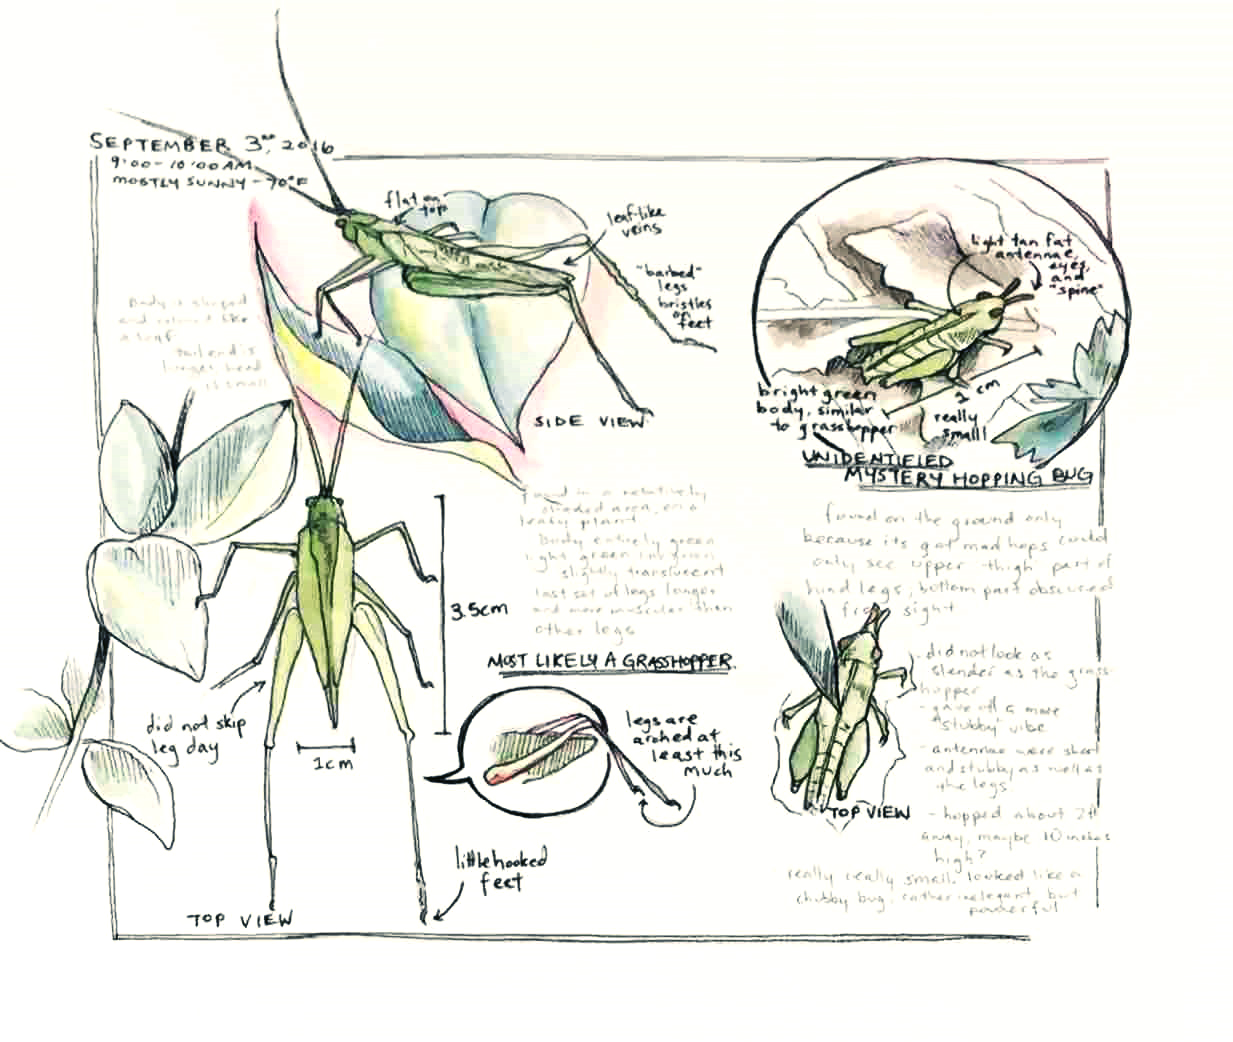 SEPTEMBER 3RD, 2016
9:00-10:00AM
MOSTLY SUNNY - 70°F
flat on
top
leaf-like
veins
"barbed"
legs
bristles
or
feet
body is shaped
and colored like
a leaf
tail end is
longer, head
is small
SIDE VIEW
found in a relatively
shaded area, on a
leafy plant
body entirely green
light green
slightly translucent
last set of legs longer
and more muscular than
other legs
3.5cm
MOST LIKELY A GRASSHOPPER.
did not skip
leg day
1cm
legs are
arched at
least this
much
little hooked
feet
TOP VIEW
light tan fat
antennae,
eyes,
and
"spine"
bright green
body, similar
to grasshopper
2 cm
really
small!
UNIDENTIFIED
MYSTERY HOPPING BUG
found on the ground only
because its got mad hops could
only see upper "thigh" part of
hind legs, bottom part obscured
from sight
- did not look as
slender as the grass-
hopper
- gave off a more
"stubby" vibe
- antennae were short
and stubby as well as
the legs
TOP VIEW
- hopped about 2ft
away, maybe 10 inches
high?
really really small. looked like a
chubby bug, rather inelegant, but
powerful